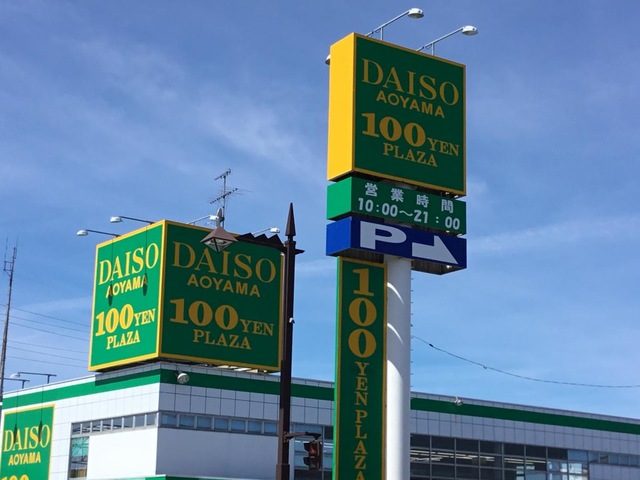 DAISO
AOYAMA
100 YEN
PLAZA
営業時間
10:00~21:00
P
100 YEN PLAZA
DAISO
AOYAMA
100 YEN
PLAZA
DAISO
AOYAMA
100 YEN
PLAZA
DAISO
AOYAMA
100